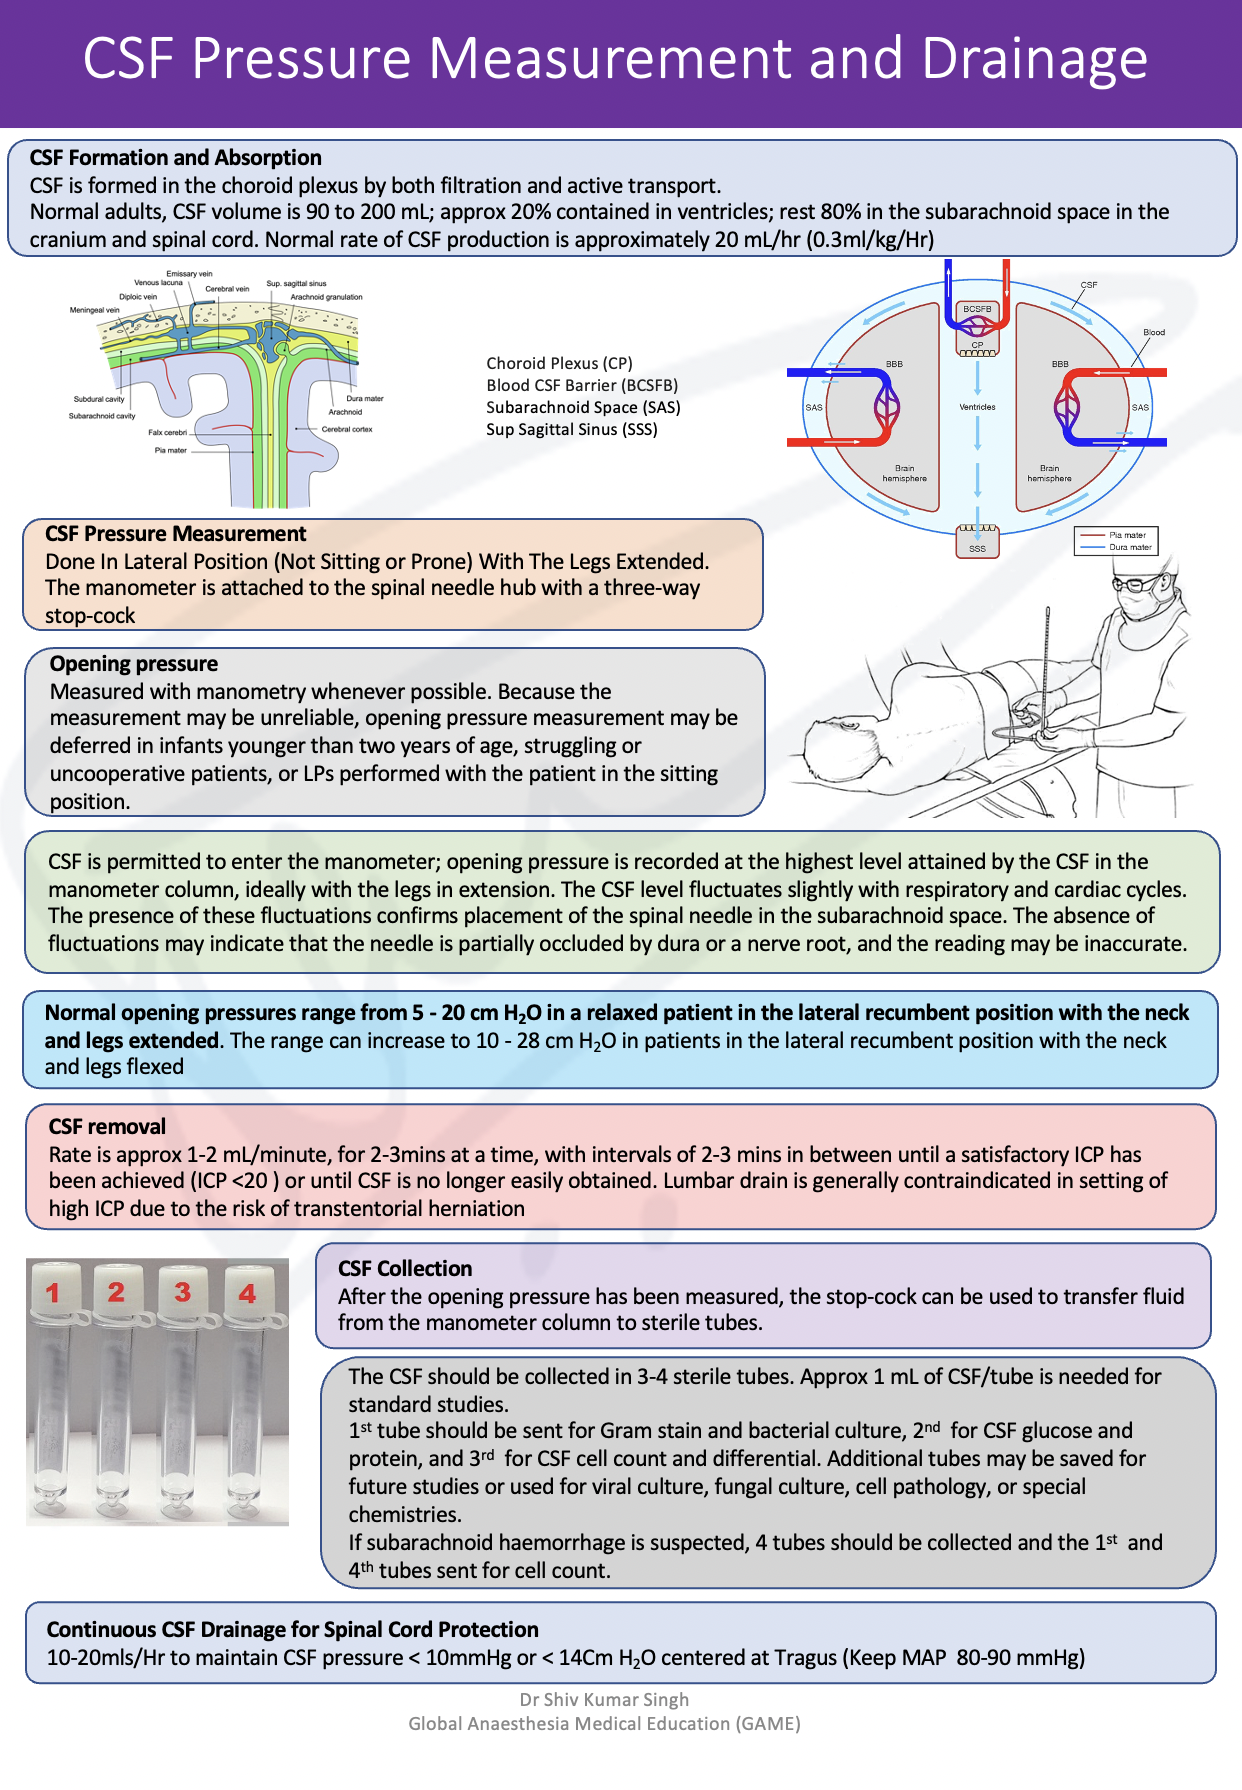 CSF Pressure Measurement and Drainage
CSF Formation and Absorption
CSF is formed in the choroid plexus by both filtration and active transport.
Normal adults, CSF volume is 90 to 200 mL; approx 20% contained in ventricles; rest 80% in the subarachnoid space in the
cranium and spinal cord. Normal rate of CSF production is approximately 20 mL/hr (0.3ml/kg/Hr)
Emissary vein
Venous lacuna
Sup. sagittal sinus
Cerebral vein
Diploic vein
Arachnoid granulation
Meningeal vein
Subdural cavity
Dura mater
Subarachnoid cavity
Arachnoid
Falx cerebri
Cerebral cortex
Pia mater
Choroid Plexus (CP)
Blood CSF Barrier (BCSFB)
Subarachnoid Space (SAS)
Sup Sagittal Sinus (SSS)
CSF
BCSFB
Blood
CP
BBB
BBB
SAS
Ventricles
SAS
Brain
hemisphere
Brain
hemisphere
SSS
Pia mater
Dura mater
CSF Pressure Measurement
Done In Lateral Position (Not Sitting or Prone) With The Legs Extended.
The manometer is attached to the spinal needle hub with a three-way
stop-cock
Opening pressure
Measured with manometry whenever possible. Because the
measurement may be unreliable, opening pressure measurement may be
deferred in infants younger than two years of age, struggling or
uncooperative patients, or LPs performed with the patient in the sitting
position.
CSF is permitted to enter the manometer; opening pressure is recorded at the highest level attained by the CSF in the
manometer column, ideally with the legs in extension. The CSF level fluctuates slightly with respiratory and cardiac cycles.
The presence of these fluctuations confirms placement of the spinal needle in the subarachnoid space. The absence of
fluctuations may indicate that the needle is partially occluded by dura or a nerve root, and the reading may be inaccurate.
Normal opening pressures range from 5 - 20 cm H₂O in a relaxed patient in the lateral recumbent position with the neck
and legs extended. The range can increase to 10 - 28 cm H₂O in patients in the lateral recumbent position with the neck
and legs flexed
CSF removal
Rate is approx 1-2 mL/minute, for 2-3mins at a time, with intervals of 2-3 mins in between until a satisfactory ICP has
been achieved (ICP <20 ) or until CSF is no longer easily obtained. Lumbar drain is generally contraindicated in setting of
high ICP due to the risk of transtentorial herniation
1 2 3 4
CSF Collection
After the opening pressure has been measured, the stop-cock can be used to transfer fluid
from the manometer column to sterile tubes.
The CSF should be collected in 3-4 sterile tubes. Approx 1 mL of CSF/tube is needed for
standard studies.
1st tube should be sent for Gram stain and bacterial culture, 2nd for CSF glucose and
protein, and 3rd for CSF cell count and differential. Additional tubes may be saved for
future studies or used for viral culture, fungal culture, cell pathology, or special
chemistries.
If subarachnoid haemorrhage is suspected, 4 tubes should be collected and the 1st and
4th tubes sent for cell count.
Continuous CSF Drainage for Spinal Cord Protection
10-20mls/Hr to maintain CSF pressure < 10mmHg or < 14Cm H₂O centered at Tragus (Keep MAP 80-90 mmHg)
Dr Shiv Kumar Singh
Global Anaesthesia Medical Education (GAME)